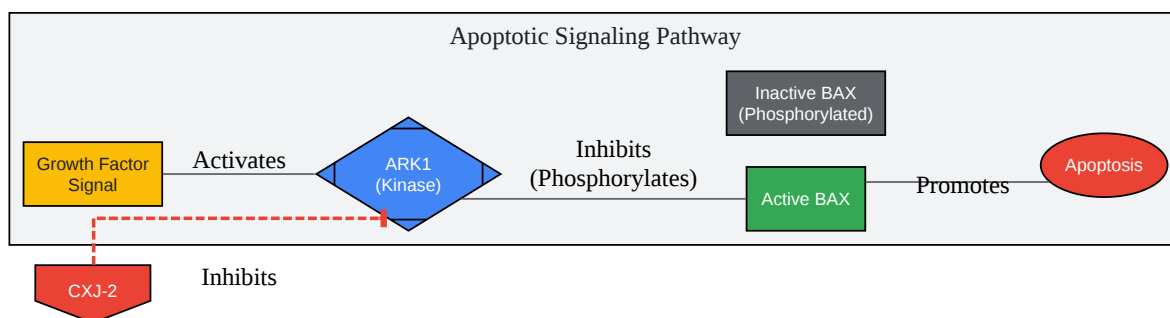 Apoptotic Signaling Pathway
Inactive BAX
(Phosphorylated)
Growth Factor
Signal
Activates
ARK1
(Kinase)
Inhibits
(Phosphorylates)
Active BAX
Promotes
Apoptosis
CXJ-2
Inhibits